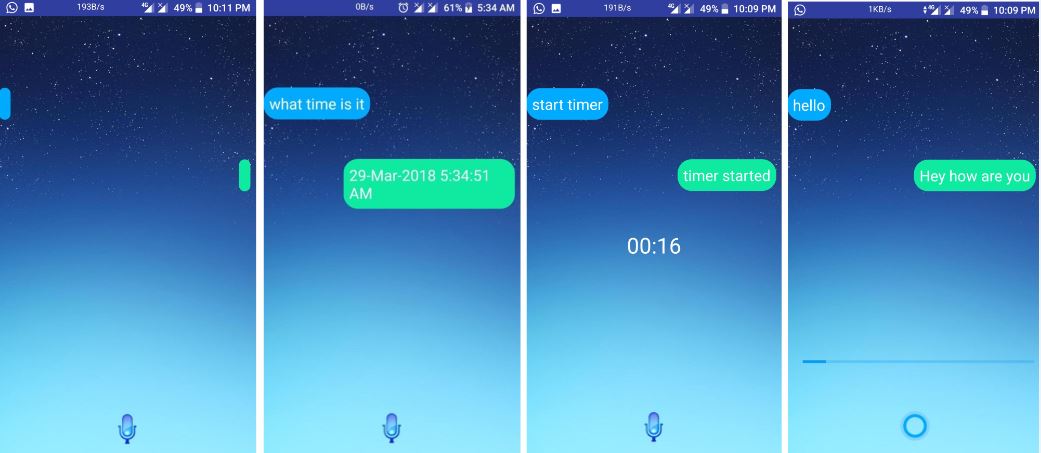 193B/s 4G 49% 10:11 PM
0B/s 61% 5:34 AM
what time is it
29-Mar-2018 5:34:51
AM
191B/s 4G 49% 10:09 PM
start timer
timer started
00:16
1KB/s 4G 49% 10:09 PM
hello
Hey how are you